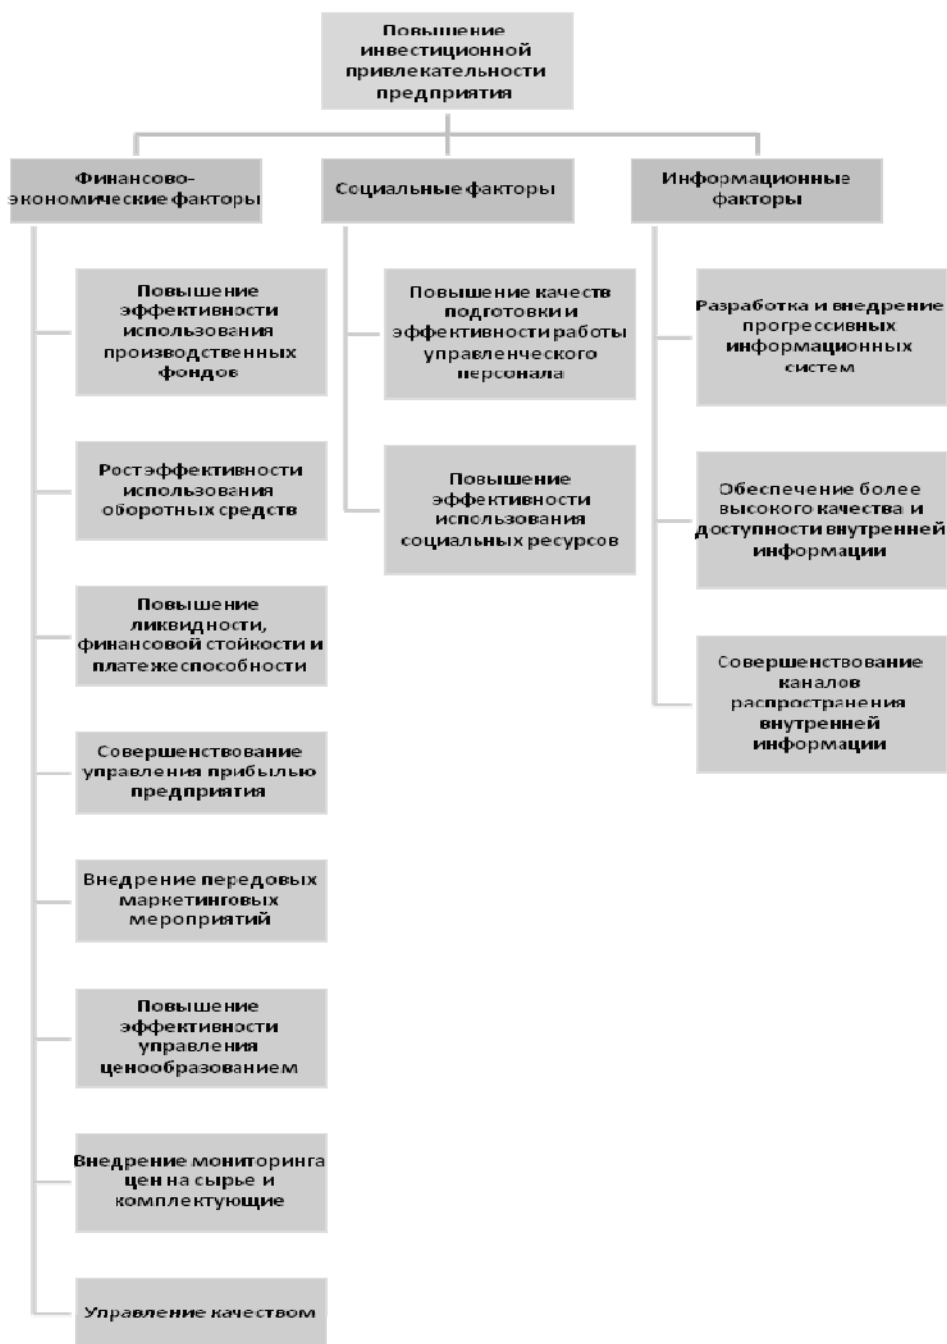 Повышение
инвестиционной
привлекательности
предприятия
Финансово-
экономические факторы
Социальные факторы
Информационные
факторы
Повышение
эффективности
использования
производственных
фондов
Рост эффективности
использования
оборотных средств
Повышение
ликвидности,
финансовой стойкости и
платежеспособности
Совершенствование
управления прибылью
предприятия
Внедрение передовых
маркетинговых
мероприятий
Повышение
эффективности
управления
ценообразованием
Внедрение мониторинга
цен на сырье и
комплектующие
Управление качеством
Повышение качеств
подготовки и
эффективности работы
управленческого
персонала
Повышение
эффективности
использования
социальных ресурсов
Разработка и внедрение
прогрессивных
информационных
систем
Обеспечение более
высокого качества и
доступности внутренней
информации
Совершенствование
каналов
распространения
внутренней
информации